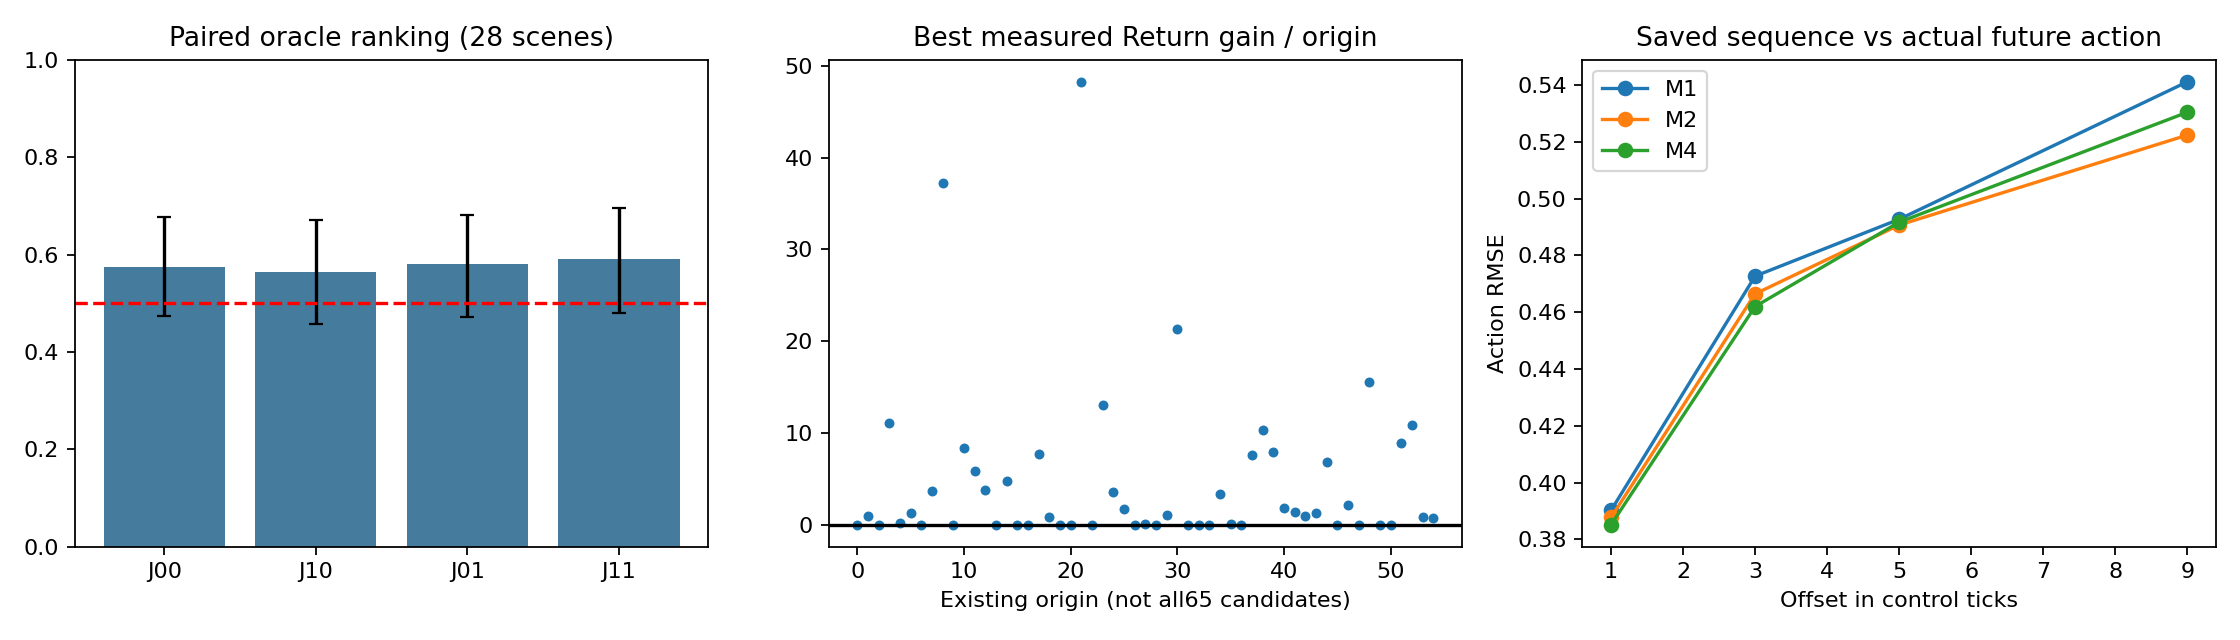 Paired oracle ranking (28 scenes)
1.0
0.8
0.6
0.4
0.2
0.0
J00 J10 J01 J11
Best measured Return gain / origin
50
40
30
20
10
0
0 10 20 30 40 50
Existing origin (not all65 candidates)
Saved sequence vs actual future action
M1
M2
M4
Action RMSE
0.54
0.52
0.50
0.48
0.46
0.44
0.42
0.40
0.38
1 2 3 4 5 6 7 8 9
Offset in control ticks